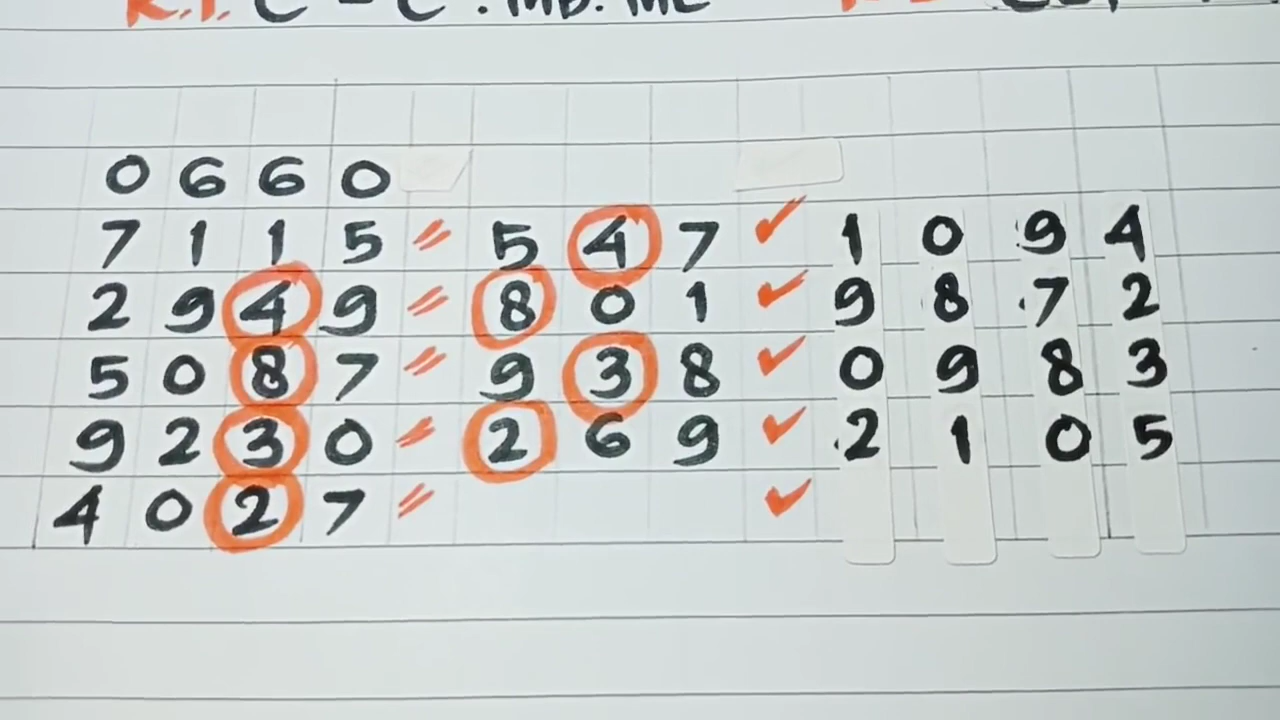 R.T. C - C : MB. ML
0 6 6 0
7 1 1 5 = 5 4 7 ✓ 1 0 9 4
2 9 4 9 = 8 0 1 ✓ 9 8 7 2
5 0 8 7 = 9 3 8 ✓ 0 9 8 3
9 2 3 0 = 2 6 9 ✓ 2 1 0 5
4 0 2 7 = ✓